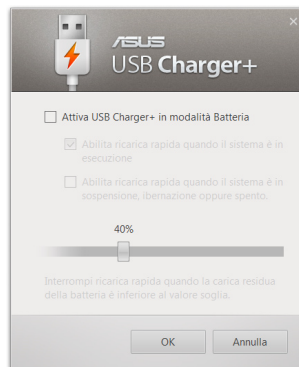 ASUS
USB Charger+
Attiva USB Charger+ in modalità Batteria
Abilita ricarica rapida quando il sistema è in
esecuzione
Abilita ricarica rapida quando il sistema è in
sospensione, ibernazione oppure spento.
40%
Interrompi ricarica rapida quando la carica residua
della batteria è inferiore al valore soglia.
OK
Annulla